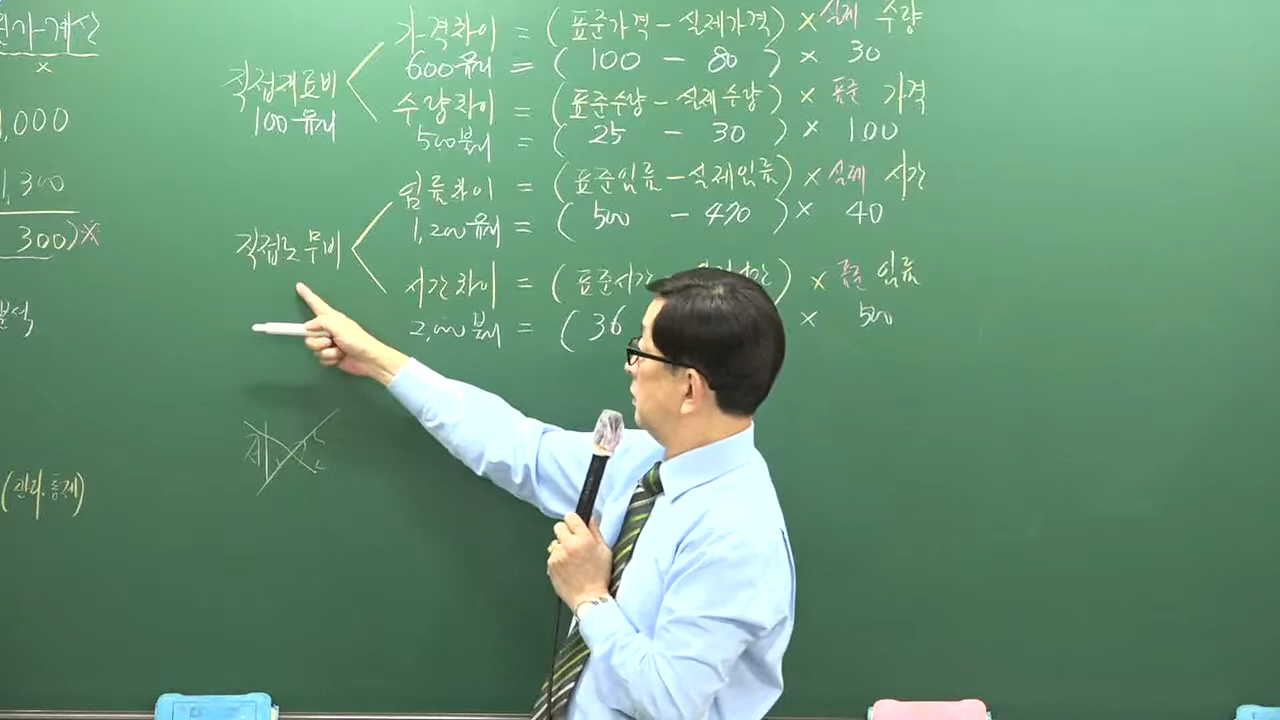 원가계산
×
1,000
1,300
300)×
분석
(관리·통제)
직접재료비
100유리
가격차이 = (표준가격 - 실제가격) × 실제 수량
600유리 = ( 100 - 80 ) × 30
수량차이 = (표준수량 - 실제수량) × 표준 가격
500불리 = ( 25 - 30 ) × 100
직접노무비
임률차이 = (표준임률 - 실제임률) × 실제 시간
1,200유리 = ( 500 - 470 ) × 40
시간차이 = (표준시간 ) × 표준 임률
2,000불리 = ( 36 × 500